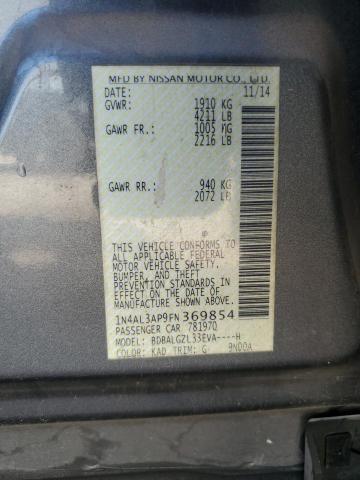 MFD BY NISSAN MOTOR CO., LTD.
DATE: 11/14
GVWR: 1910 KG
4211 LB
GAWR FR: 1005 KG
2216 LB
GAWR RR: 940 KG
2072 LB
THIS VEHICLE CONFORMS TO
ALL APPLICABLE FEDERAL
MOTOR VEHICLE SAFETY,
BUMPER, AND THEFT
PREVENTION STANDARDS
IN EFFECT ON THE DATE OF
MANUFACTURE SHOWN ABOVE.
1N4AL3AP9FN369854
PASSENGER CAR 781970
MODEL: BDBALGZL33EVA----H
COLOR: KAD TRIM: G